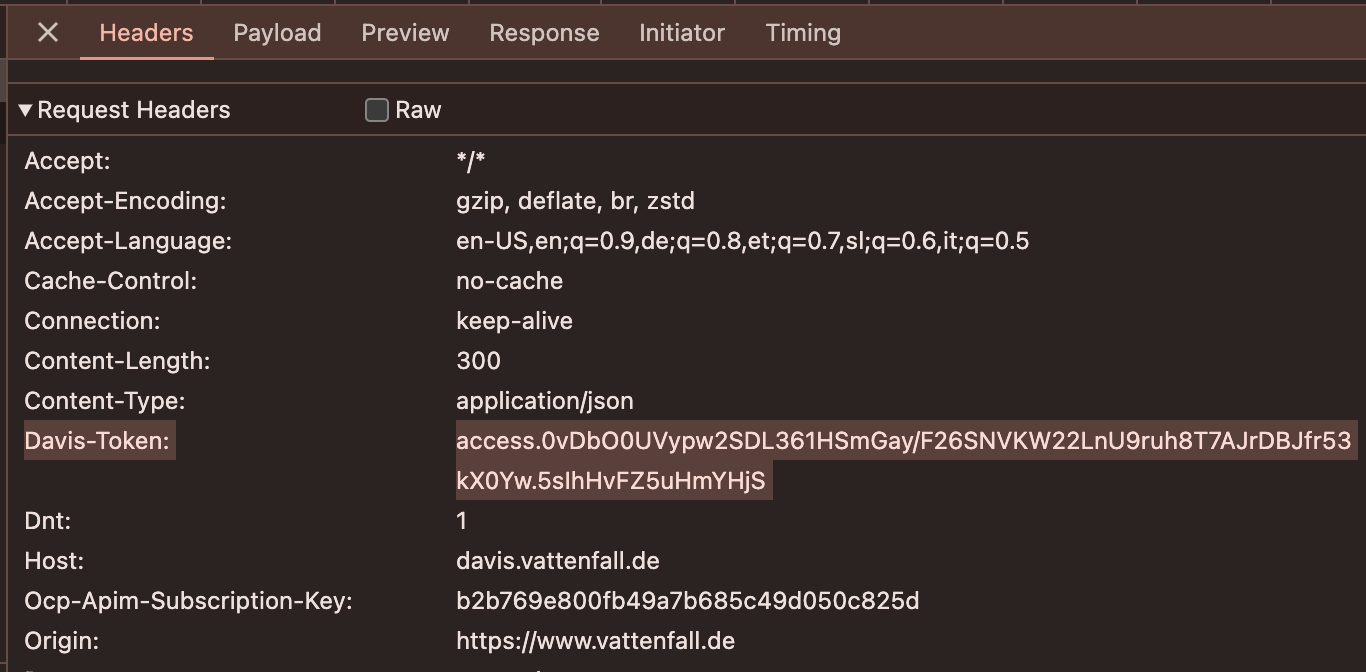 Headers Payload Preview Response Initiator Timing
Request Headers Raw
Accept: */*
Accept-Encoding: gzip, deflate, br, zstd
Accept-Language: en-US,en;q=0.9,de;q=0.8,et;q=0.7,sl;q=0.6,it;q=0.5
Cache-Control: no-cache
Connection: keep-alive
Content-Length: 300
Content-Type: application/json
Davis-Token: access.0vDbO0UVypw2SDL361HSmGay/F26SNVKW22LnU9ruh8T7AJrDBJfr53
kX0Yw.5sIhHvFZ5uHmYHjS
Dnt: 1
Host: davis.vattenfall.de
Ocp-Apim-Subscription-Key: b2b769e800fb49a7b685c49d050c825d
Origin: https://www.vattenfall.de